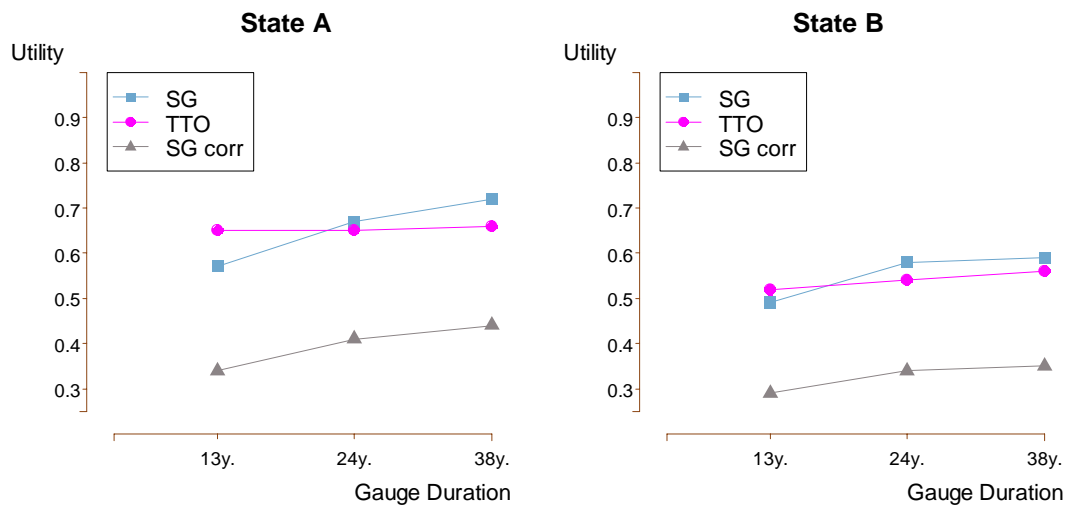 State A
Utility
SG
TTO
SG corr
0.9
0.8
0.7
0.6
0.5
0.4
0.3
13y.
24y.
38y.
Gauge Duration
State B
Utility
SG
TTO
SG corr
0.9
0.8
0.7
0.6
0.5
0.4
0.3
13y.
24y.
38y.
Gauge Duration